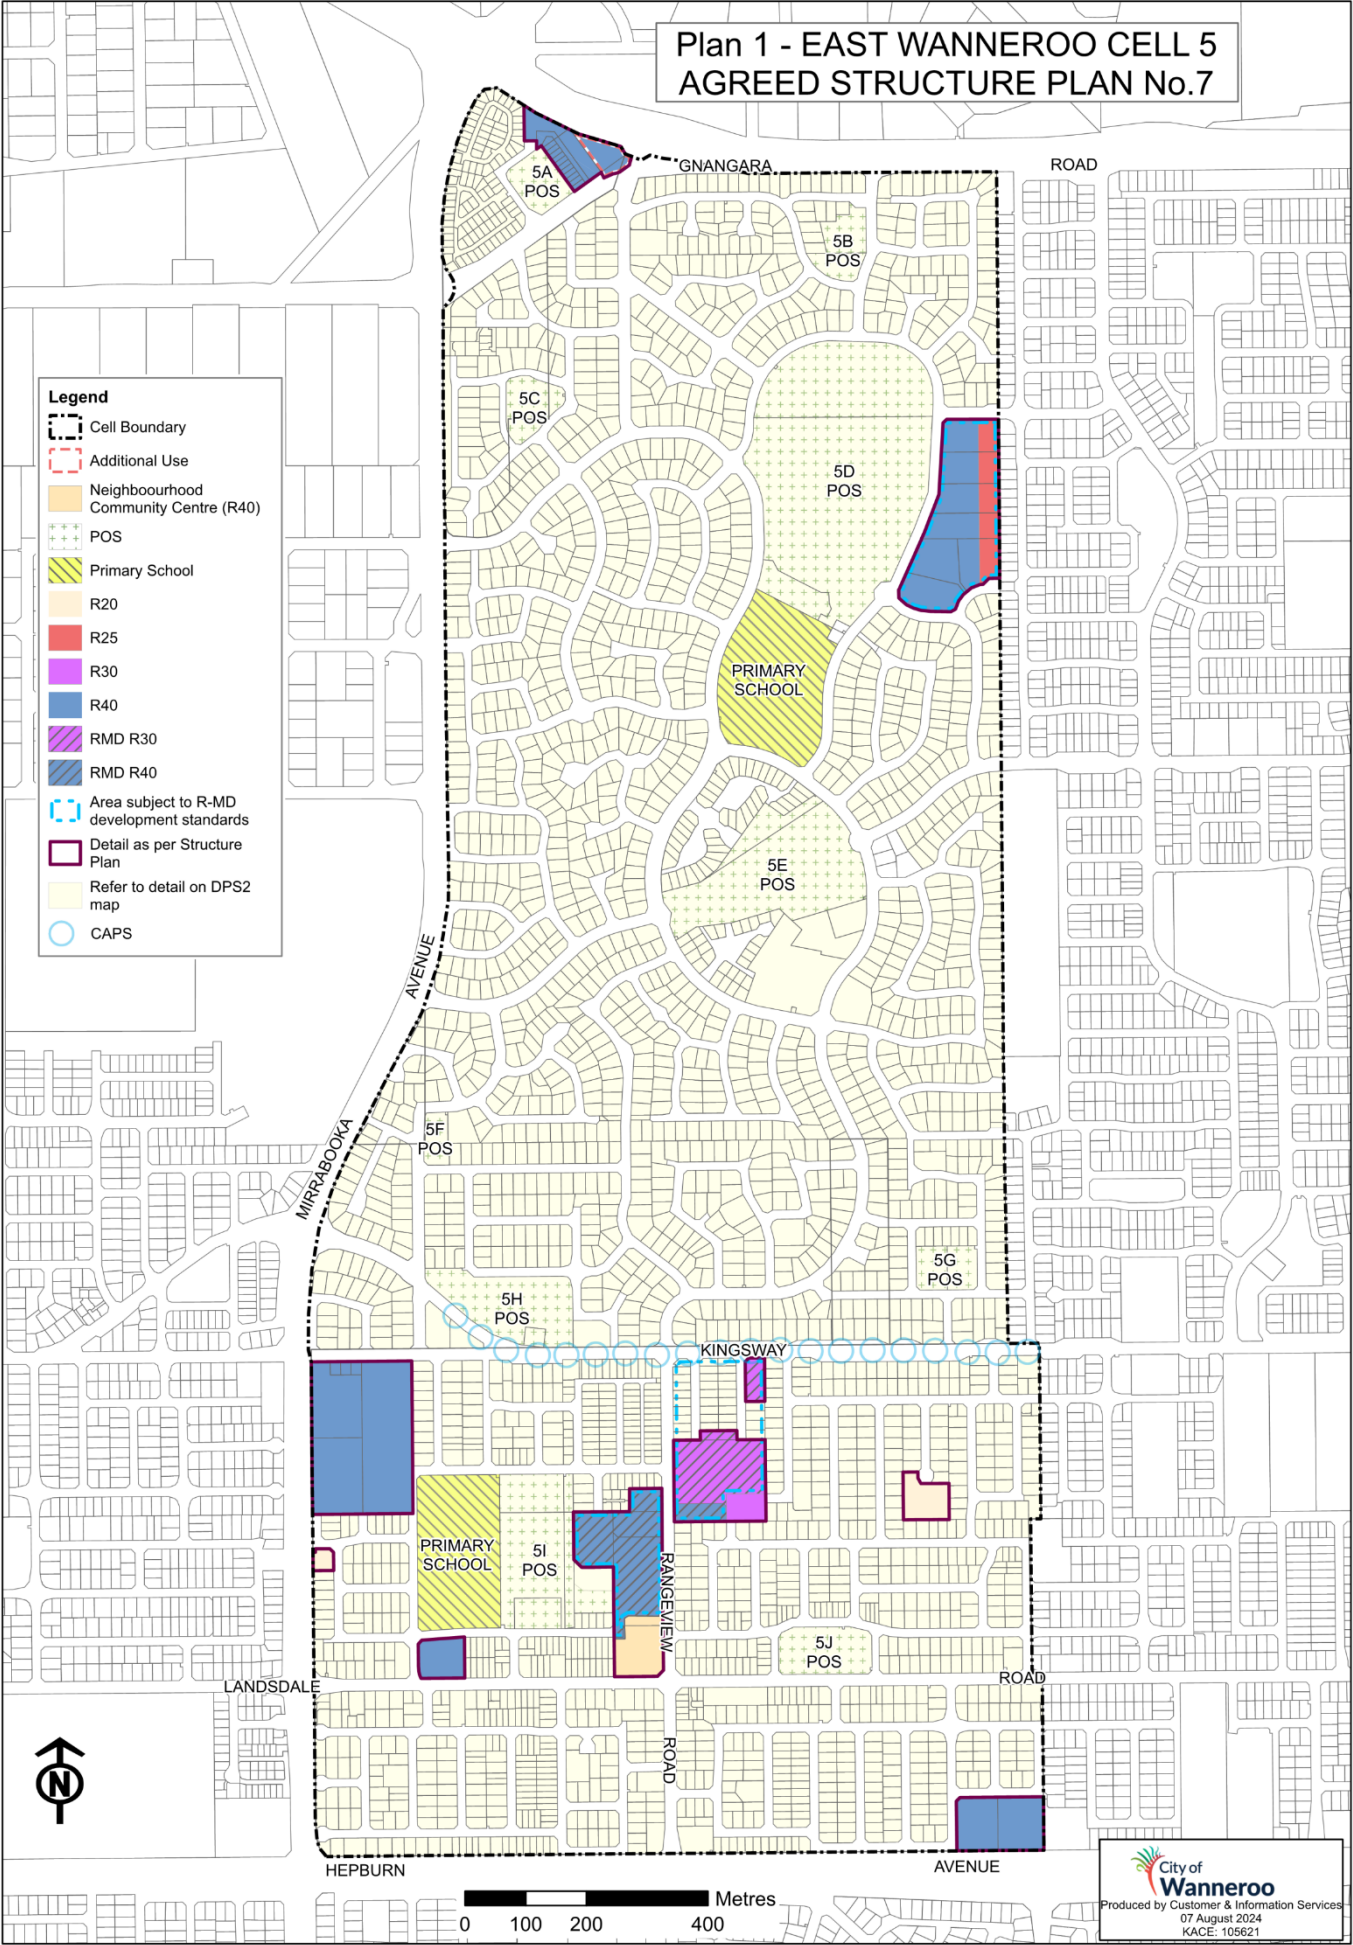 Plan 1 - EAST WANNEROO CELL 5
AGREED STRUCTURE PLAN No.7
GNANGARA
ROAD
5A
POS
5B
POS
5C
POS
5D
POS
Legend
Cell Boundary
Additional Use
Neighbourhood
Community Centre (R40)
POS
Primary School
R20
R25
R30
R40
RMD R30
RMD R40
Area subject to R-MD
development standards
Detail as per Structure
Plan
Refer to detail on DPS2
map
CAPS
PRIMARY
SCHOOL
5E
POS
AVENUE
MIRRABOOKA
5F
POS
5G
POS
5H
POS
KINGSWAY
PRIMARY
SCHOOL
5I
POS
RANGEVIEW
5J
POS
LANDSDALE
ROAD
ROAD
N
HEPBURN
AVENUE
Metres
0 100 200 400
City of
Wanneroo
Produced by Customer & Information Services
07 August 2024
KACE: 105621